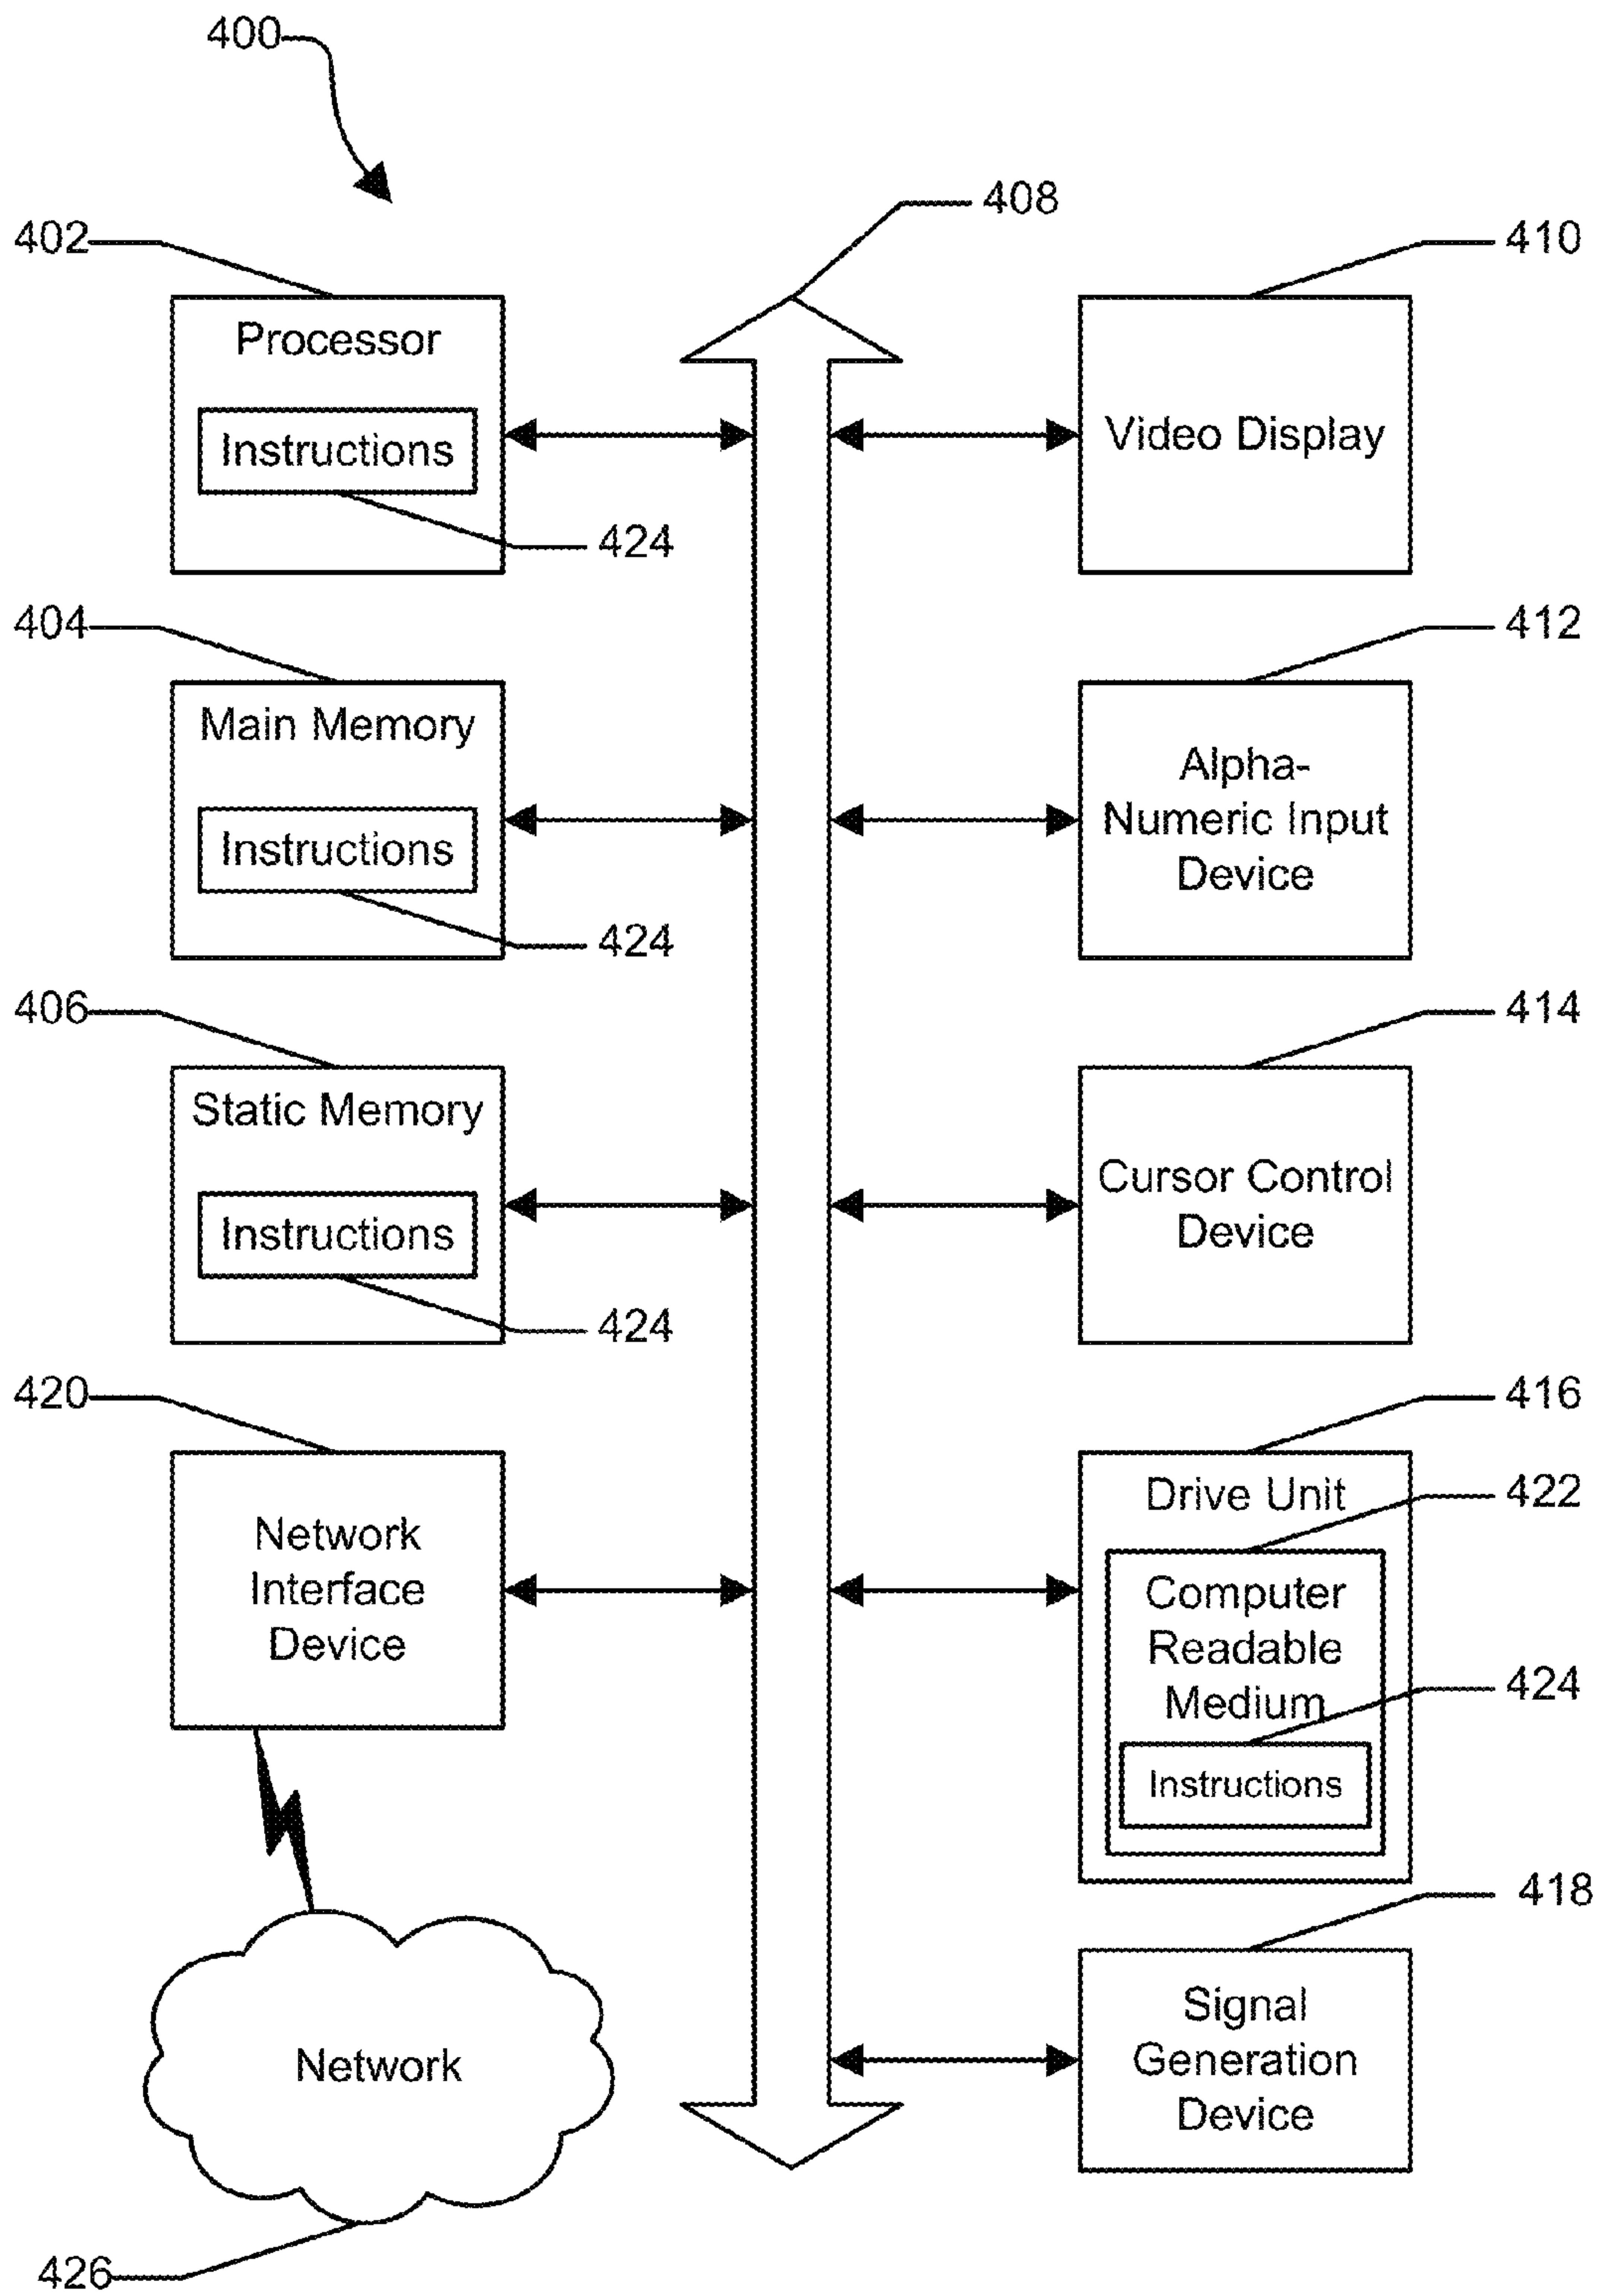 400
408
402
410
Processor
Instructions
424
Video Display
404
412
Main Memory
Instructions
424
Alpha-
Numeric Input
Device
406
414
Static Memory
Instructions
424
Cursor Control
Device
420
416
Network
Interface
Device
Drive Unit
422
Computer
Readable
Medium
424
Instructions
418
Signal
Generation
Device
Network
426